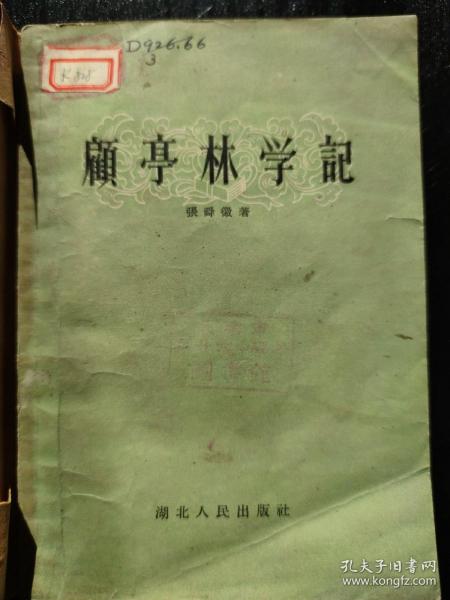 D926.66
3
K828
顧亭林学記
張舜徽著
湖北人民出版社
孔夫子旧书网
www.kongfz.com